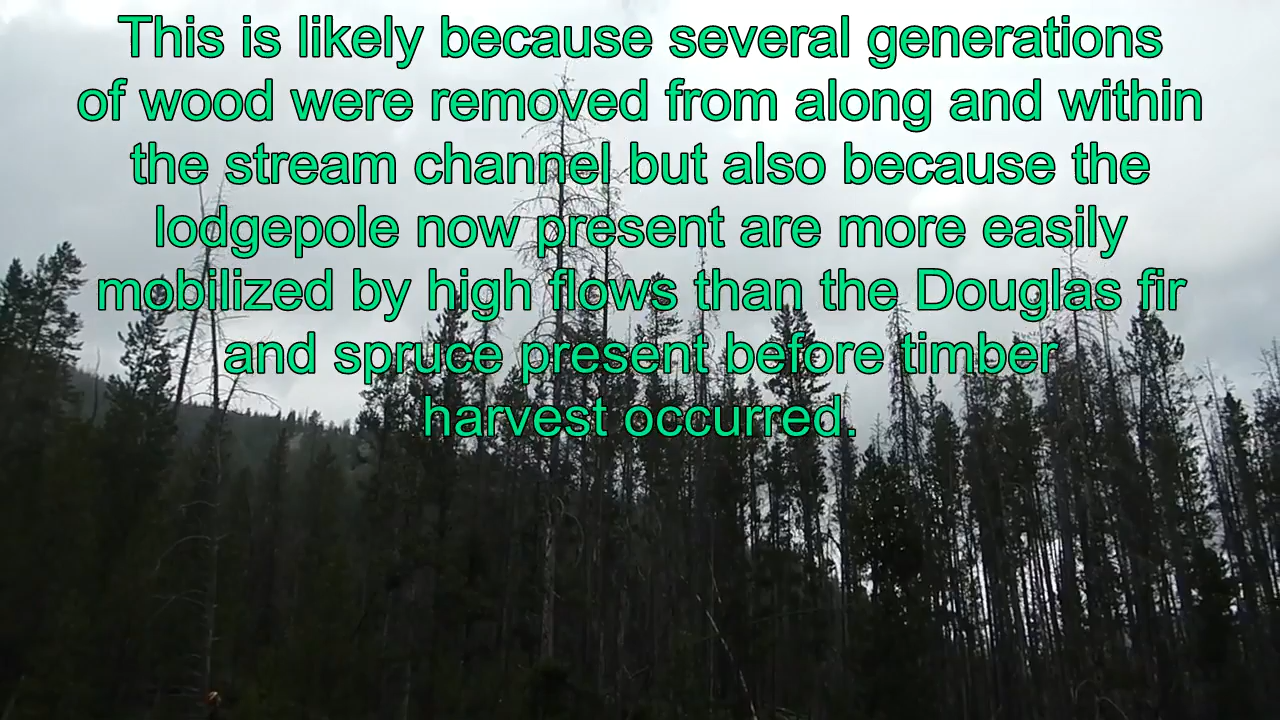 This is likely because several generations
of wood were removed from along and within
the stream channel but also because the
lodgepole now present are more easily
mobilized by high flows than the Douglas fir
and spruce present before timber
harvest occurred.